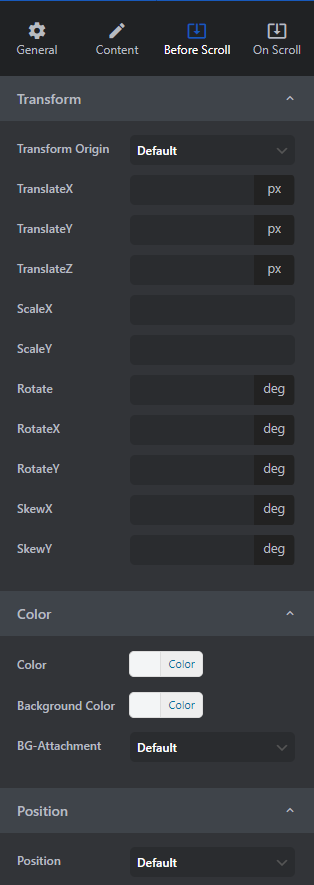 General Content Before Scroll On Scroll
Transform
Transform Origin Default
TranslateX px
TranslateY px
TranslateZ px
ScaleX
ScaleY
Rotate deg
RotateX deg
RotateY deg
SkewX deg
SkewY deg
Color
Color Color
Background Color Color
BG-Attachment Default
Position
Position Default